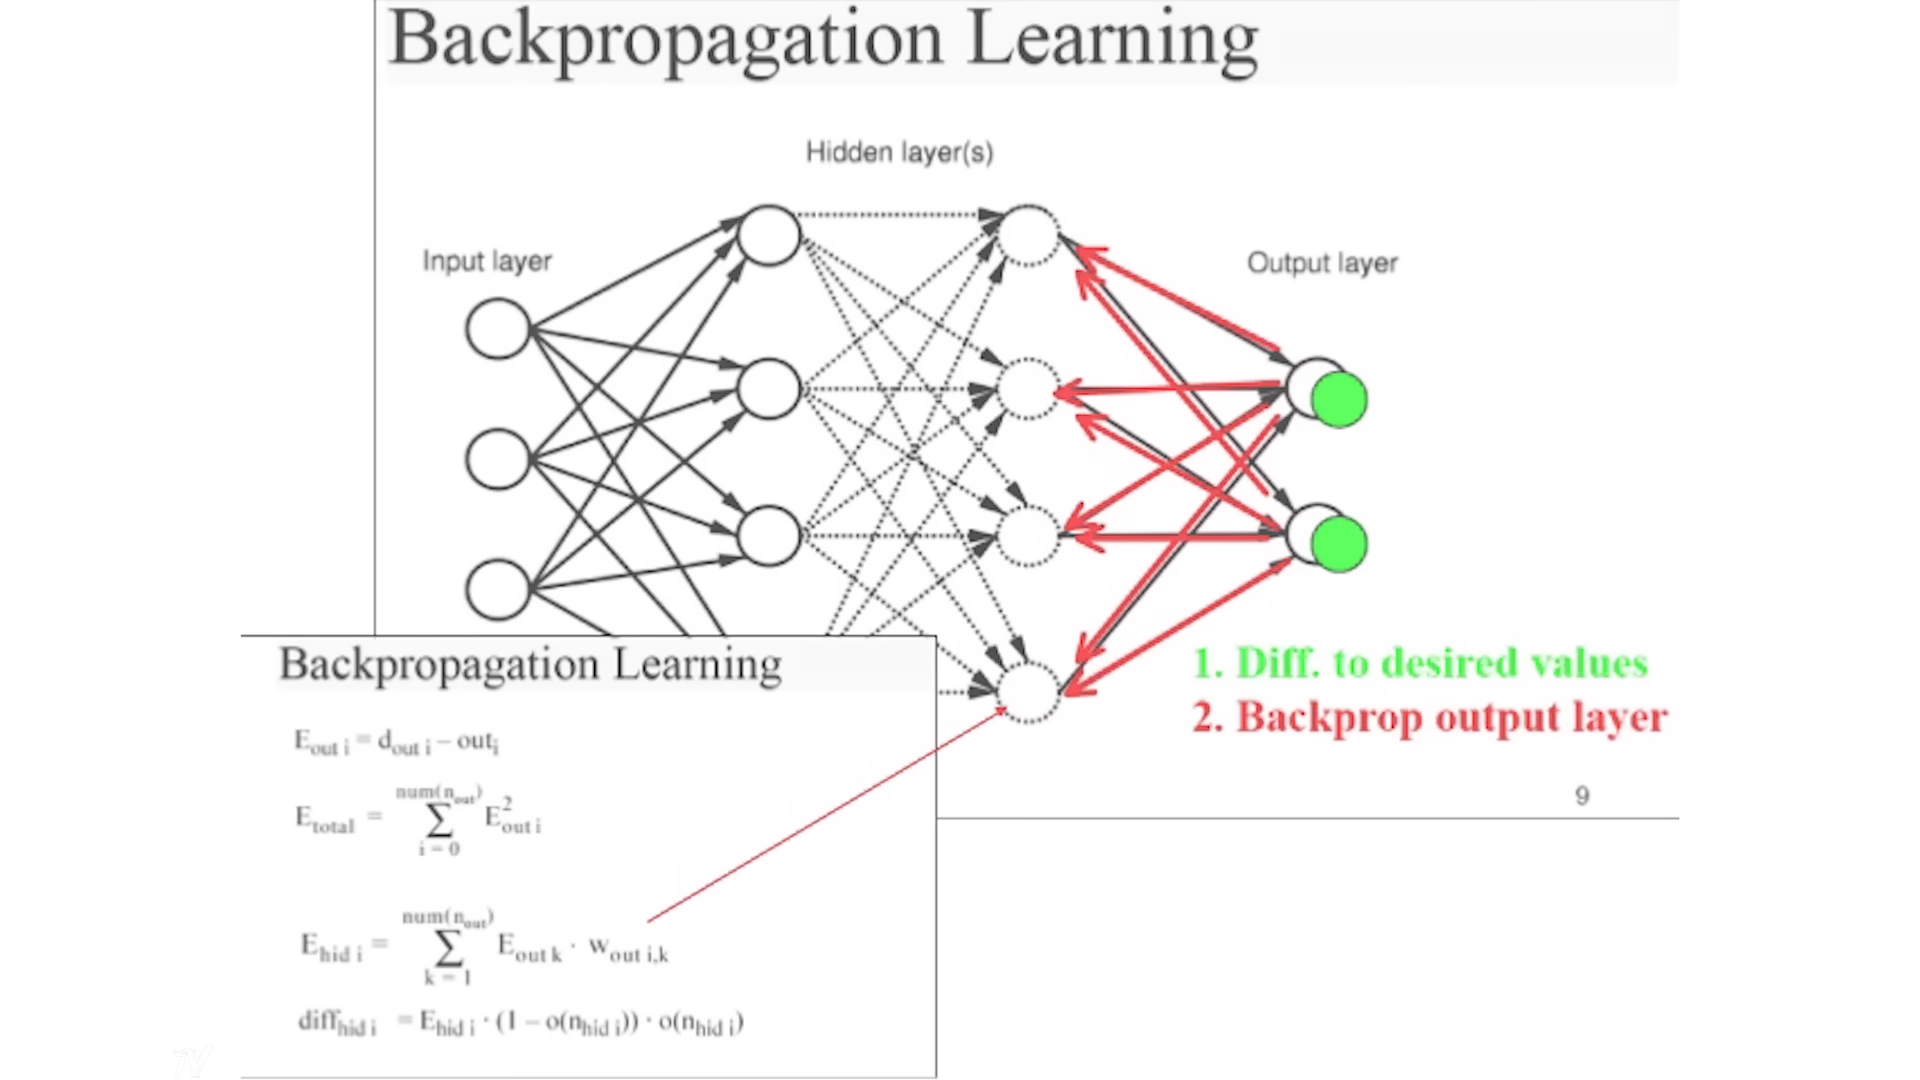 Backpropagation Learning
Hidden layer(s)
Input layer
Output layer
1. Diff. to desired values
2. Backprop output layer
9
Backpropagation Learning
E_out i = d_out i − out_i
E_total = ∑_{i = 0}^{num(n_out)} E²_out i
E_hid i = ∑_{k = 1}^{num(n_out)} E_out k · w_out i,k
diff_hid i = E_hid i · (1 − o(n_hid i)) · o(n_hid i)